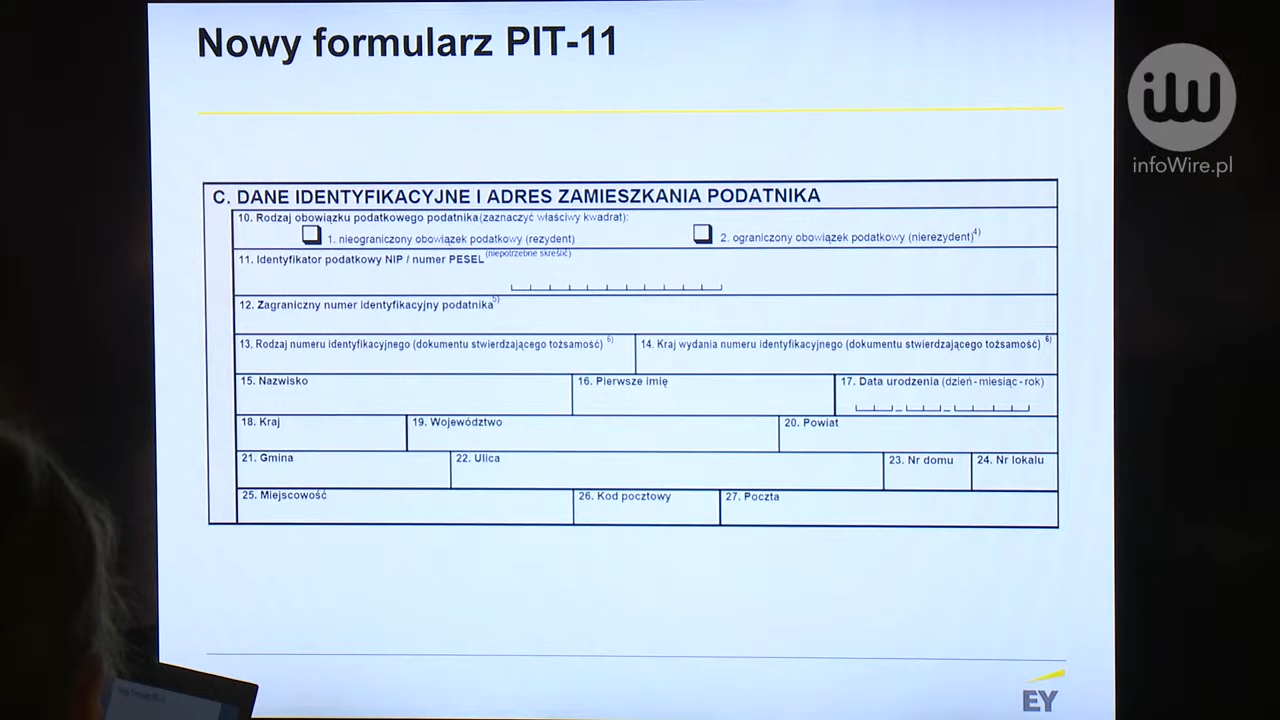 Nowy formularz PIT-11
iw
infoWire.pl
C. DANE IDENTYFIKACYJNE I ADRES ZAMIESZKANIA PODATNIKA
10. Rodzaj obowiązku podatkowego podatnika (zaznaczyć właściwy kwadrat):
1. nieograniczony obowiązek podatkowy (rezydent)
2. ograniczony obowiązek podatkowy (nierezydent)4)
11. Identyfikator podatkowy NIP / numer PESEL (niepotrzebne skreślić)
12. Zagraniczny numer identyfikacyjny podatnika5)
13. Rodzaj numeru identyfikacyjnego (dokumentu stwierdzającego tożsamość) 6)
14. Kraj wydania numeru identyfikacyjnego (dokumentu stwierdzającego tożsamość) 6)
15. Nazwisko
16. Pierwsze imię
17. Data urodzenia (dzień - miesiąc - rok)
18. Kraj
19. Województwo
20. Powiat
21. Gmina
22. Ulica
23. Nr domu
24. Nr lokalu
25. Miejscowość
26. Kod pocztowy
27. Poczta
EY